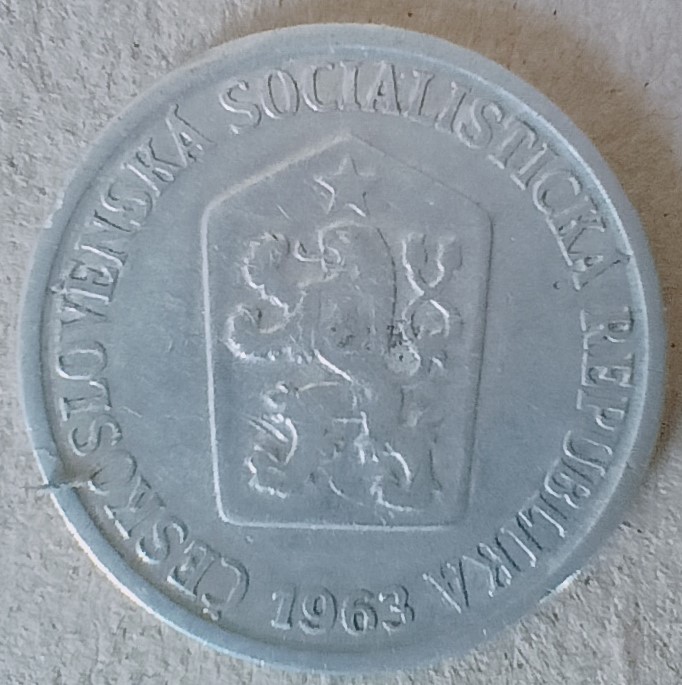 ČESKOSLOVENSKÁ SOCIALISTICKÁ REPUBLIKA
1963